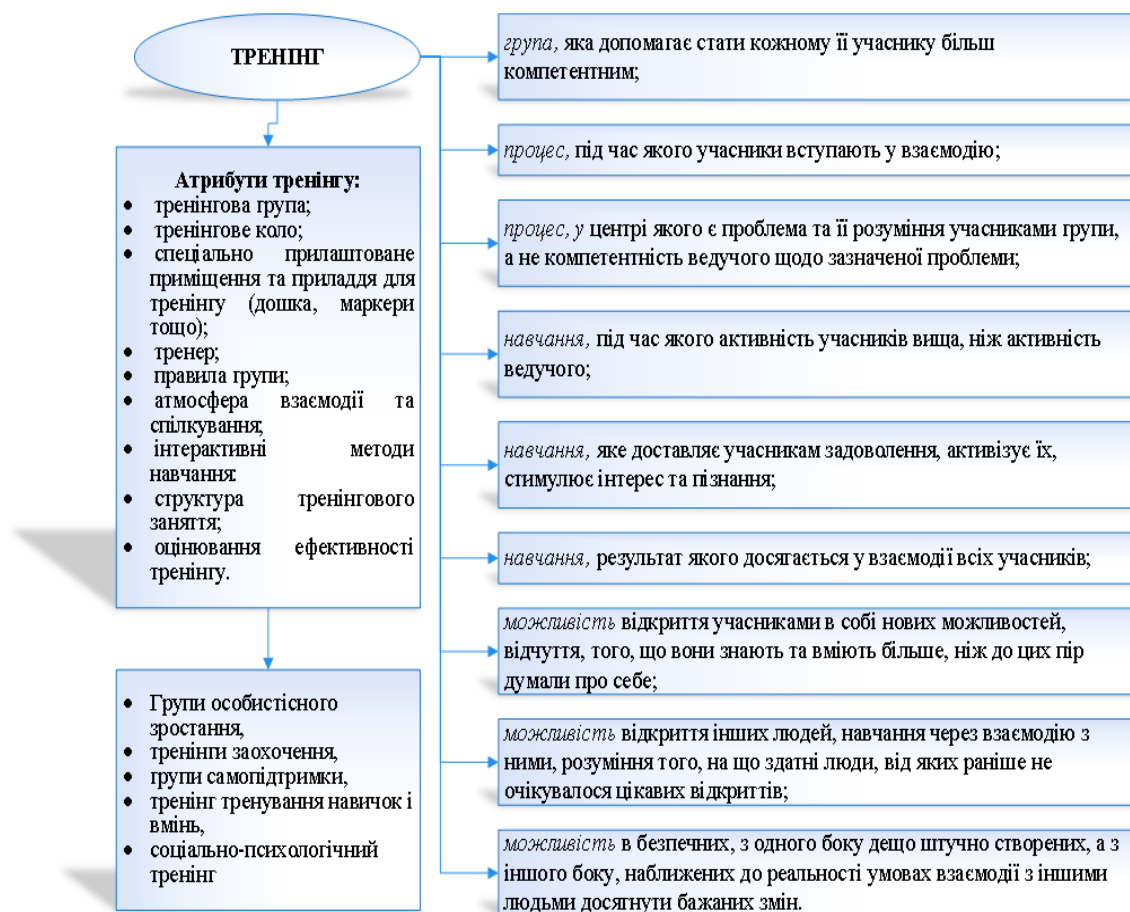 ТРЕНІНГ
Атрибути тренінгу:
• тренінгова група;
• тренінгове коло;
• спеціально прилаштоване
приміщення та приладдя для
тренінгу (дошка, маркери
тощо);
• тренер;
• правила групи;
• атмосфера взаємодії та
спілкування;
• інтерактивні методи
навчання:
• структура тренінгового
заняття;
• оцінювання ефективності
тренінгу.
• Групи особистісного
зростання,
• тренінги заохочення,
• групи самопідтримки,
• тренінг тренування навичок і
вмінь,
• соціально-психологічний
тренінг
група, яка допомагає стати кожному її учаснику більш
компетентним;
процес, під час якого учасники вступають у взаємодію;
процес, у центрі якого є проблема та її розуміння учасниками групи,
а не компетентність ведучого щодо зазначеної проблеми;
навчання, під час якого активність учасників вища, ніж активність
ведучого;
навчання, яке доставляє учасникам задоволення, активізує їх,
стимулює інтерес та пізнання;
навчання, результат якого досягається у взаємодії всіх учасників;
можливість відкриття учасниками в собі нових можливостей,
відчуття, того, що вони знають та вміють більше, ніж до цих пір
думали про себе;
можливість відкриття інших людей, навчання через взаємодію з
ними, розуміння того, на що здатні люди, від яких раніше не
очікувалося цікавих відкриттів;
можливість в безпечних, з одного боку дещо штучно створених, а з
іншого боку, наближених до реальності умовах взаємодії з іншими
людьми досягнути бажаних змін.